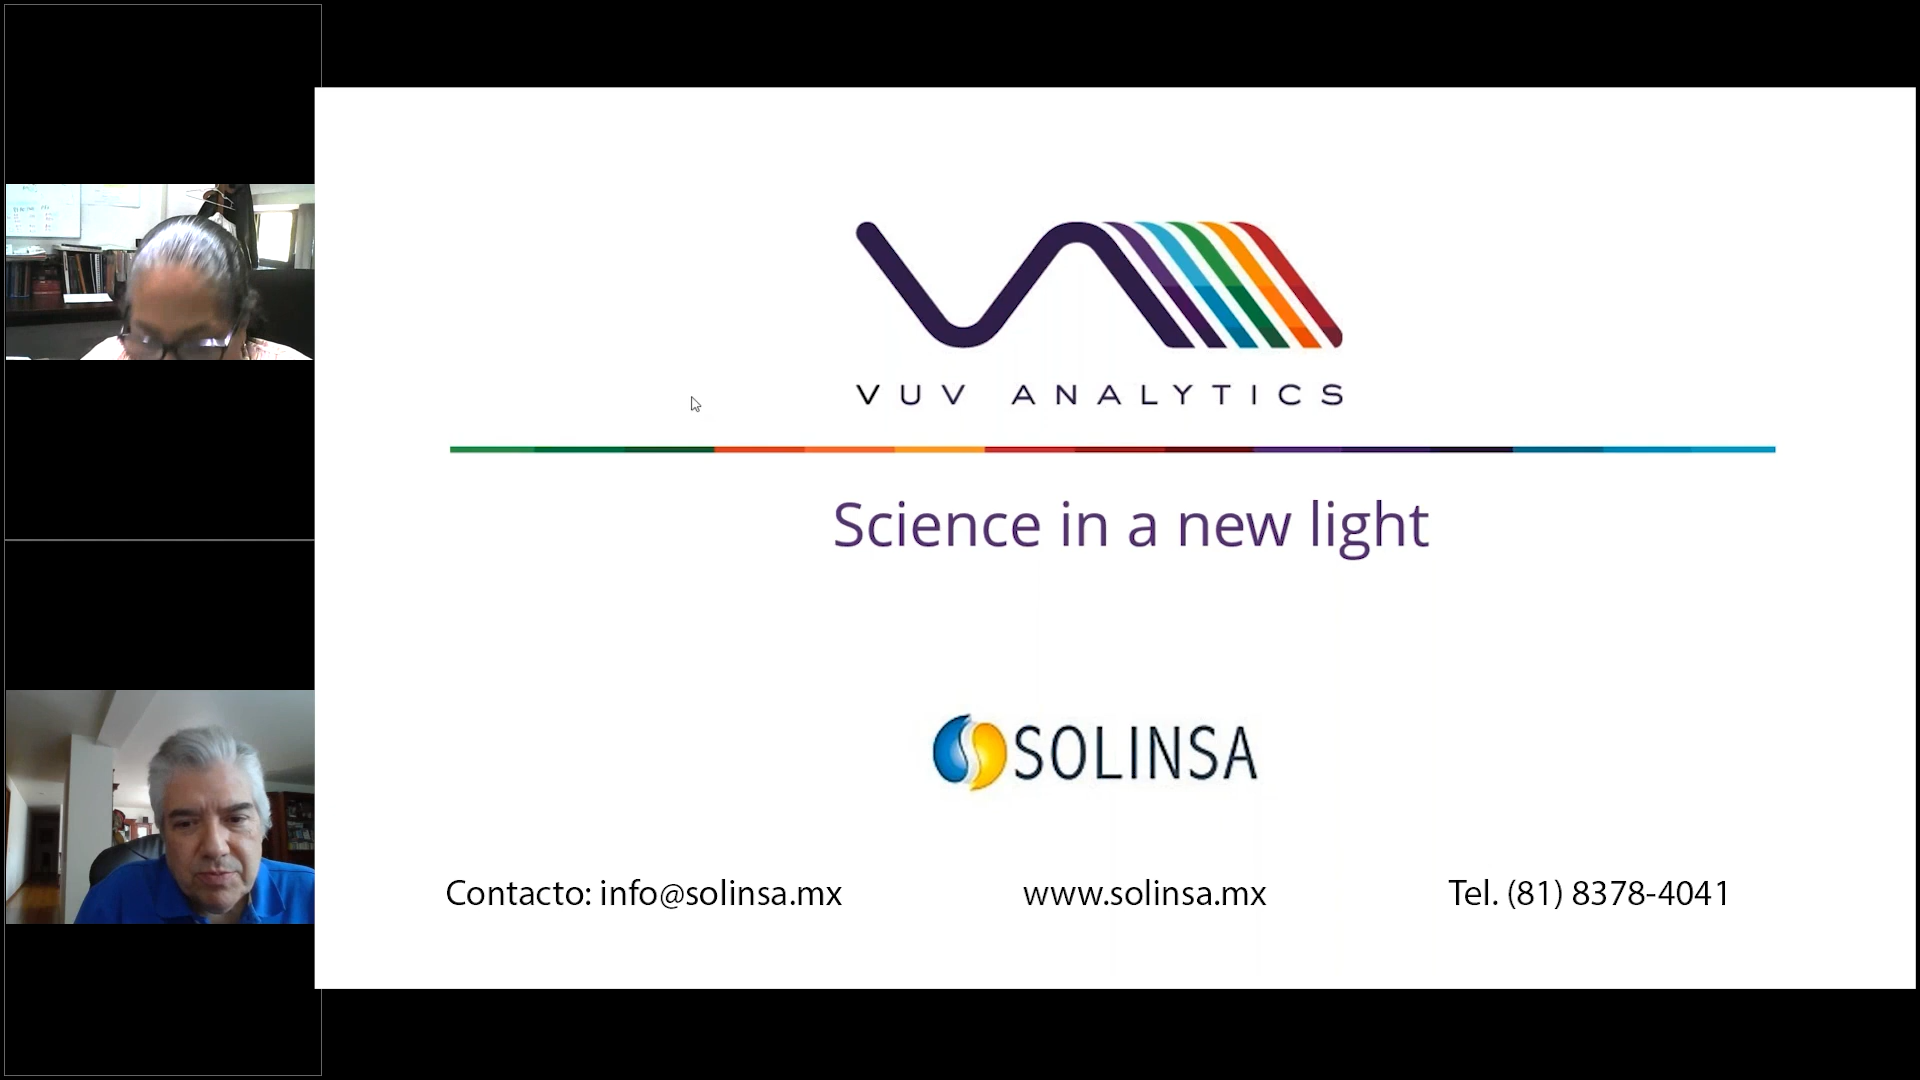 VUV ANALYTICS
Science in a new light
SOLINSA
Contacto: info@solinsa.mx
www.solinsa.mx
Tel. (81) 8378-4041